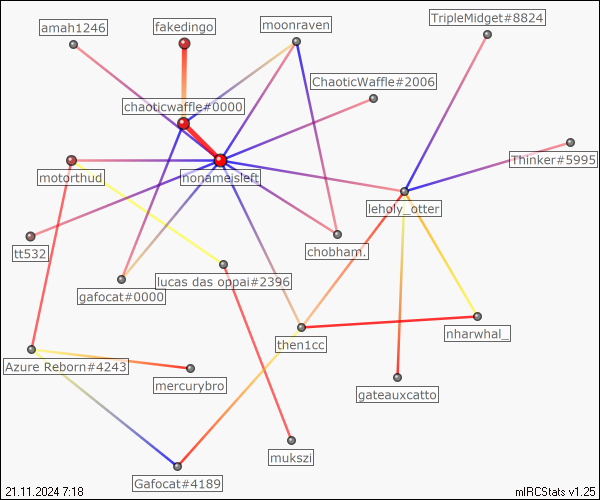 TripleMidget#8824
moonraven
amah1246
fakedingo
ChaoticWaffle#2006
chaoticwaffle#0000
Thinker#5995
motorthud
nonameisleft
leholy_otter
tt532
chobham.
lucas das oppai#2396
gafocat#0000
nharwhal_
then1cc
Azure Reborn#4243
mercurybro
gateauxcatto
mukszi
Gafocat#4189
21.11.2024 7:18
mIRCStats v1.25